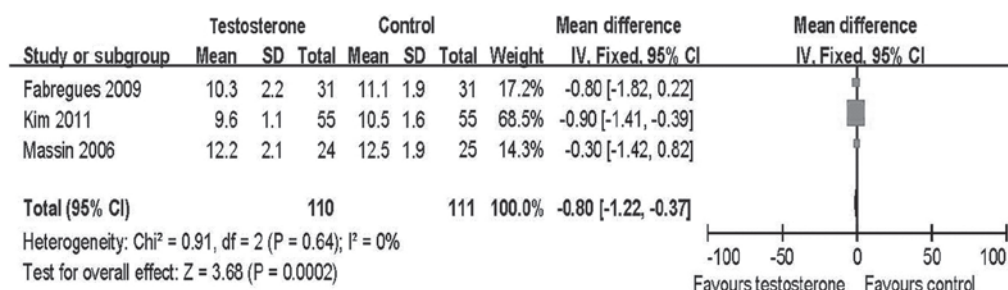 Testosterone Control Mean difference Mean difference
Study or subgroup Mean SD Total Mean SD Total Weight IV, Fixed, 95% CI IV, Fixed, 95% CI
Fabregues 2009 10.3 2.2 31 11.1 1.9 31 17.2% -0.80 [-1.82, 0.22]
Kim 2011 9.6 1.1 55 10.5 1.6 55 68.5% -0.90 [-1.41, -0.39]
Massin 2006 12.2 2.1 24 12.5 1.9 25 14.3% -0.30 [-1.42, 0.82]
Total (95% CI) 110 111 100.0% -0.80 [-1.22, -0.37]
Heterogeneity: Chi² = 0.91, df = 2 (P = 0.64); I² = 0%
Test for overall effect: Z = 3.68 (P = 0.0002)
-100 -50 0 50 100
Favours testosterone Favours control